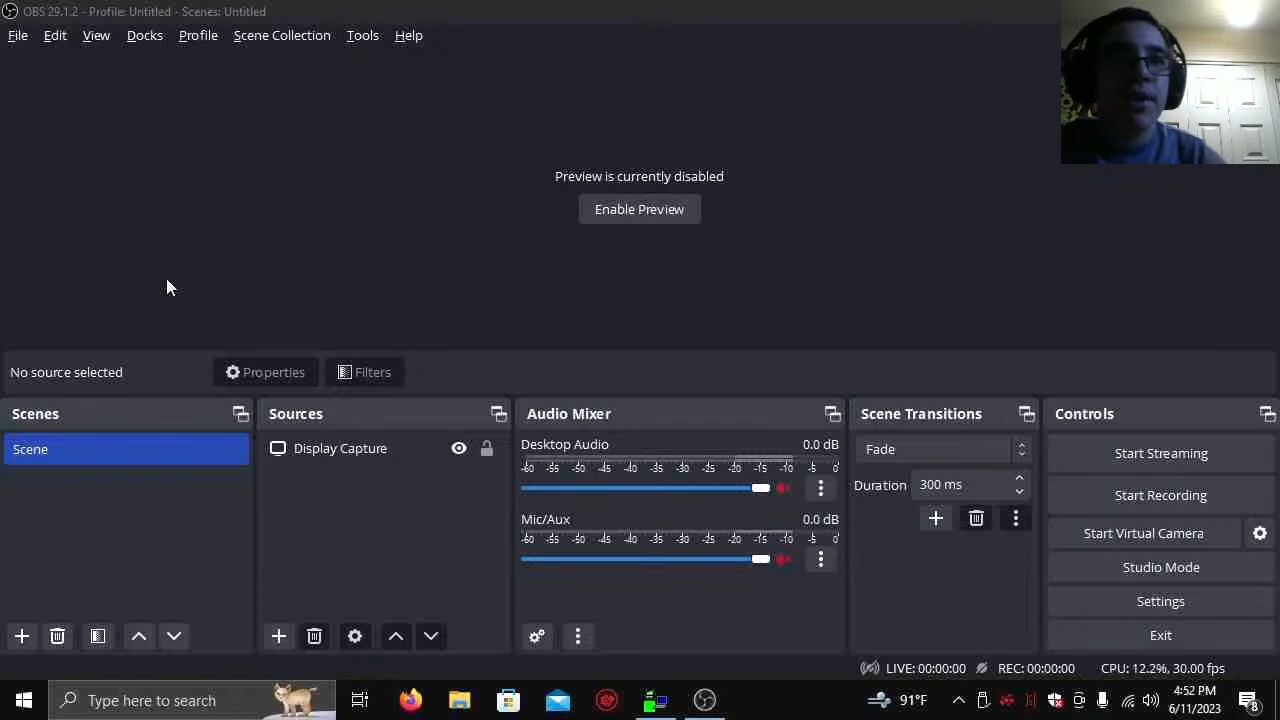 OBS 29.1.2 - Profile: Untitled - Scenes: Untitled
File Edit View Docks Profile Scene Collection Tools Help
Preview is currently disabled
Enable Preview
No source selected Properties Filters
Scenes Sources Audio Mixer Scene Transitions Controls
Scene
Display Capture
Desktop Audio 0.0 dB
-60 -55 -50 -45 -40 -35 -30 -25 -20 -15 -10 -5 0
Mic/Aux 0.0 dB
-60 -55 -50 -45 -40 -35 -30 -25 -20 -15 -10 -5 0
Fade
Duration 300 ms
Start Streaming
Start Recording
Start Virtual Camera
Studio Mode
Settings
Exit
LIVE: 00:00:00 REC: 00:00:00 CPU: 12.2%, 30.00 fps
Type here to search
91°F
4:52 PM
6/11/2023
8